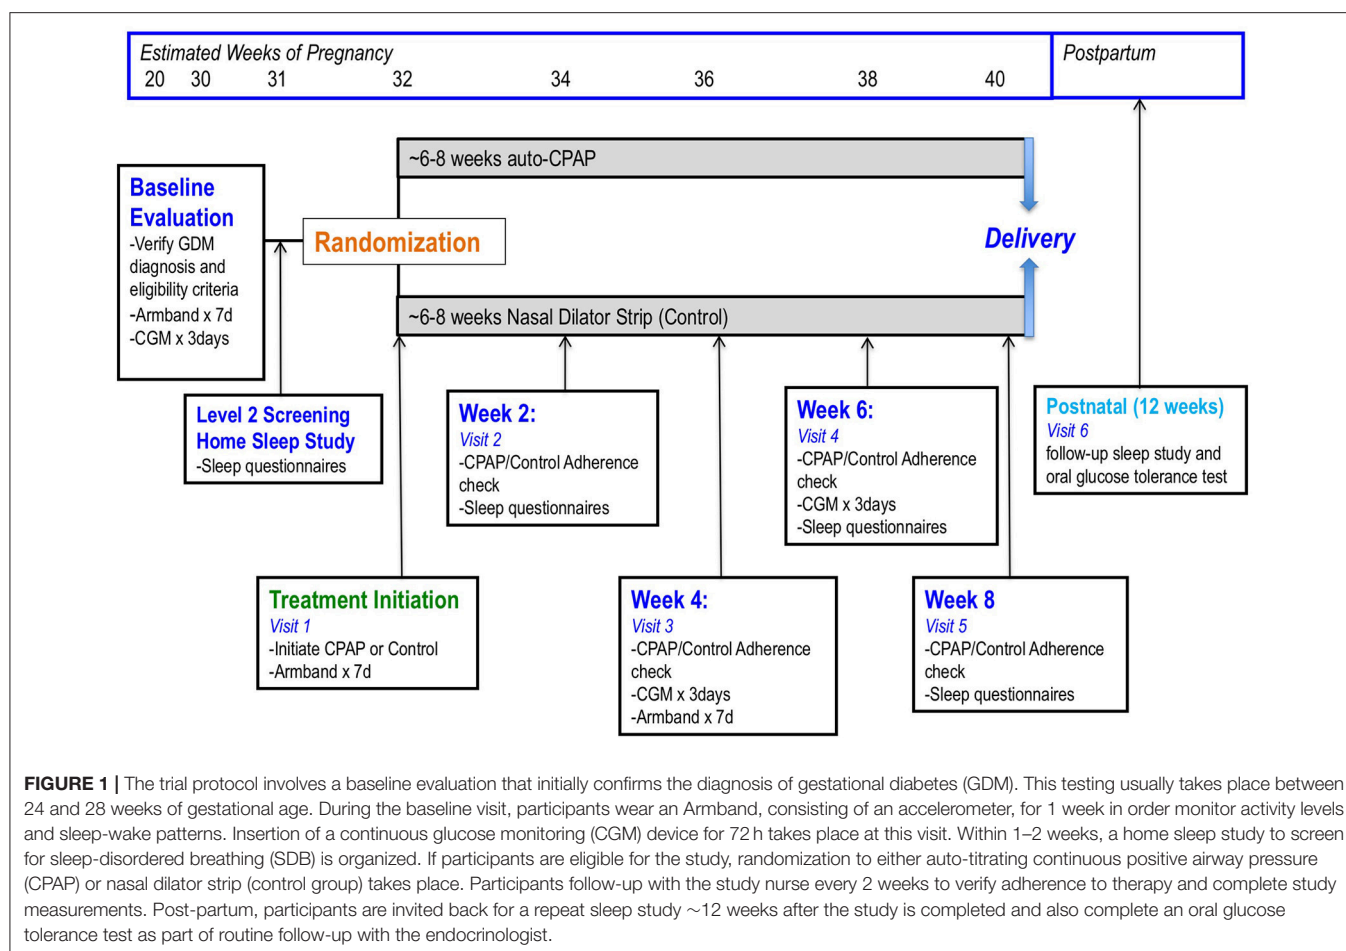 Estimated Weeks of Pregnancy
20 30 31 32 34 36 38 40
Postpartum
~6-8 weeks auto-CPAP
Baseline
Evaluation
-Verify GDM
diagnosis and
eligibility criteria
-Armband x 7d
-CGM x 3days
Randomization
Delivery
~6-8 weeks Nasal Dilator Strip (Control)
Level 2 Screening
Home Sleep Study
-Sleep questionnaires
Week 2:
Visit 2
-CPAP/Control Adherence
check
-Sleep questionnaires
Week 6:
Visit 4
-CPAP/Control Adherence
check
-CGM x 3days
-Sleep questionnaires
Postnatal (12 weeks)
Visit 6
follow-up sleep study and
oral glucose tolerance test
Treatment Initiation
Visit 1
-Initiate CPAP or Control
-Armband x 7d
Week 4:
Visit 3
-CPAP/Control Adherence
check
-CGM x 3days
-Armband x 7d
Week 8
Visit 5
-CPAP/Control Adherence
check
-Sleep questionnaires
FIGURE 1 | The trial protocol involves a baseline evaluation that initially confirms the diagnosis of gestational diabetes (GDM). This testing usually takes place between
24 and 28 weeks of gestational age. During the baseline visit, participants wear an Armband, consisting of an accelerometer, for 1 week in order monitor activity levels
and sleep-wake patterns. Insertion of a continuous glucose monitoring (CGM) device for 72 h takes place at this visit. Within 1–2 weeks, a home sleep study to screen
for sleep-disordered breathing (SDB) is organized. If participants are eligible for the study, randomization to either auto-titrating continuous positive airway pressure
(CPAP) or nasal dilator strip (control group) takes place. Participants follow-up with the study nurse every 2 weeks to verify adherence to therapy and complete study
measurements. Post-partum, participants are invited back for a repeat sleep study ∼12 weeks after the study is completed and also complete an oral glucose
tolerance test as part of routine follow-up with the endocrinologist.